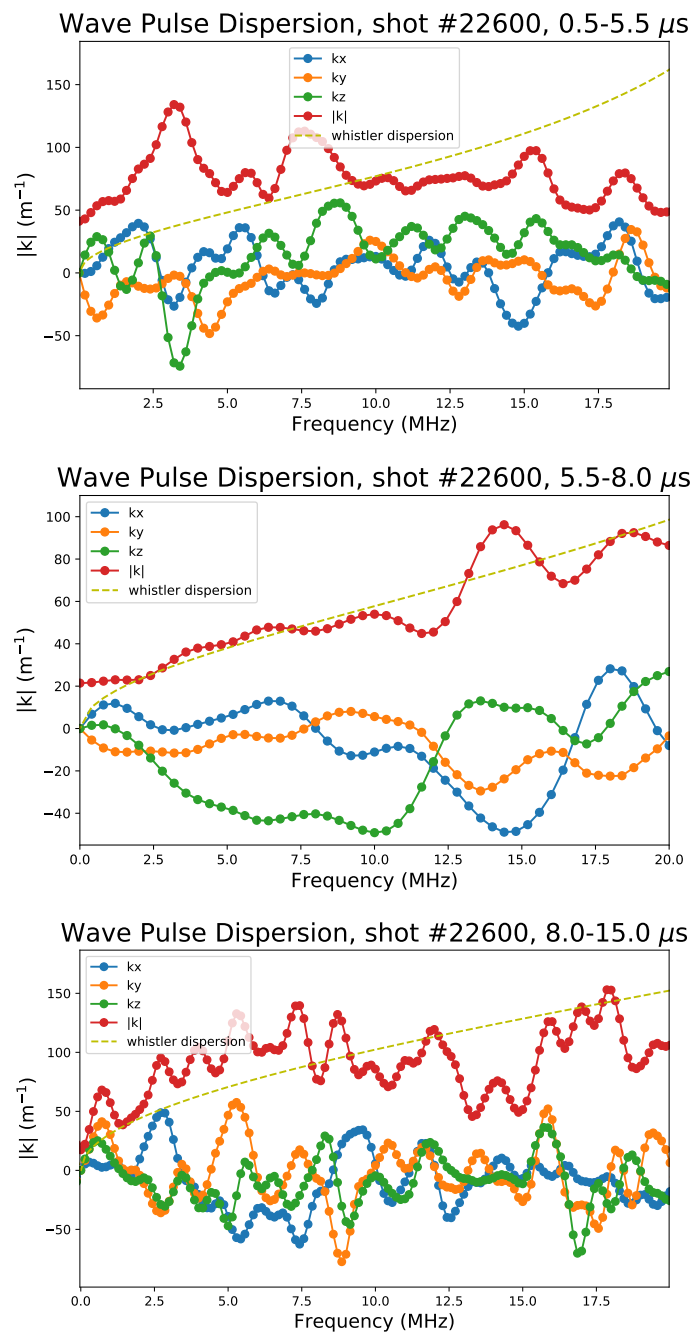 Wave Pulse Dispersion, shot #22600, 0.5-5.5 μs
kx
ky
kz
|k|
whistler dispersion
150
100
50
0
−50
|k| (m⁻¹)
2.5
5.0
7.5
10.0
12.5
15.0
17.5
Frequency (MHz)
Wave Pulse Dispersion, shot #22600, 5.5-8.0 μs
kx
ky
kz
|k|
whistler dispersion
100
80
60
40
20
0
−20
−40
|k| (m⁻¹)
0.0
2.5
5.0
7.5
10.0
12.5
15.0
17.5
20.0
Frequency (MHz)
Wave Pulse Dispersion, shot #22600, 8.0-15.0 μs
kx
ky
kz
|k|
whistler dispersion
150
100
50
0
−50
|k| (m⁻¹)
0.0
2.5
5.0
7.5
10.0
12.5
15.0
17.5
Frequency (MHz)